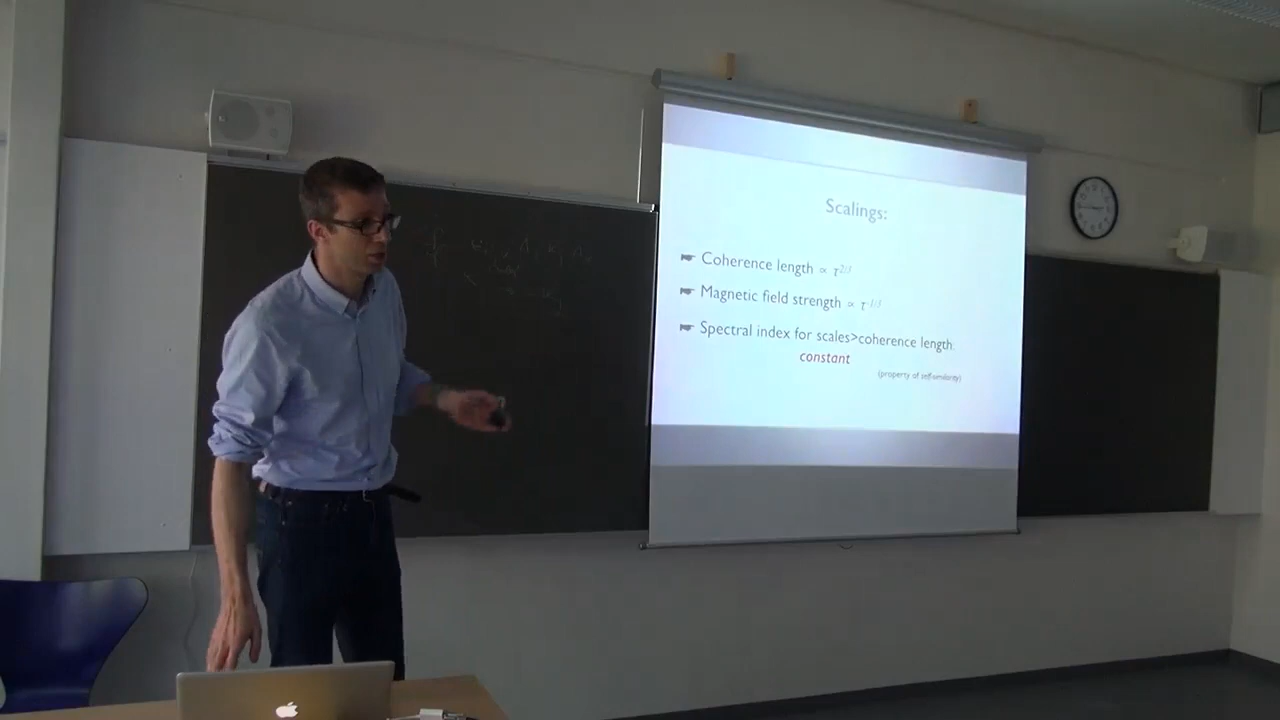 Scalings:
☛ Coherence length ∝ τ^2/3
☛ Magnetic field strength ∝ τ^-1/3
☛ Spectral index for scales>coherence length:
constant
(property of self-similarity)